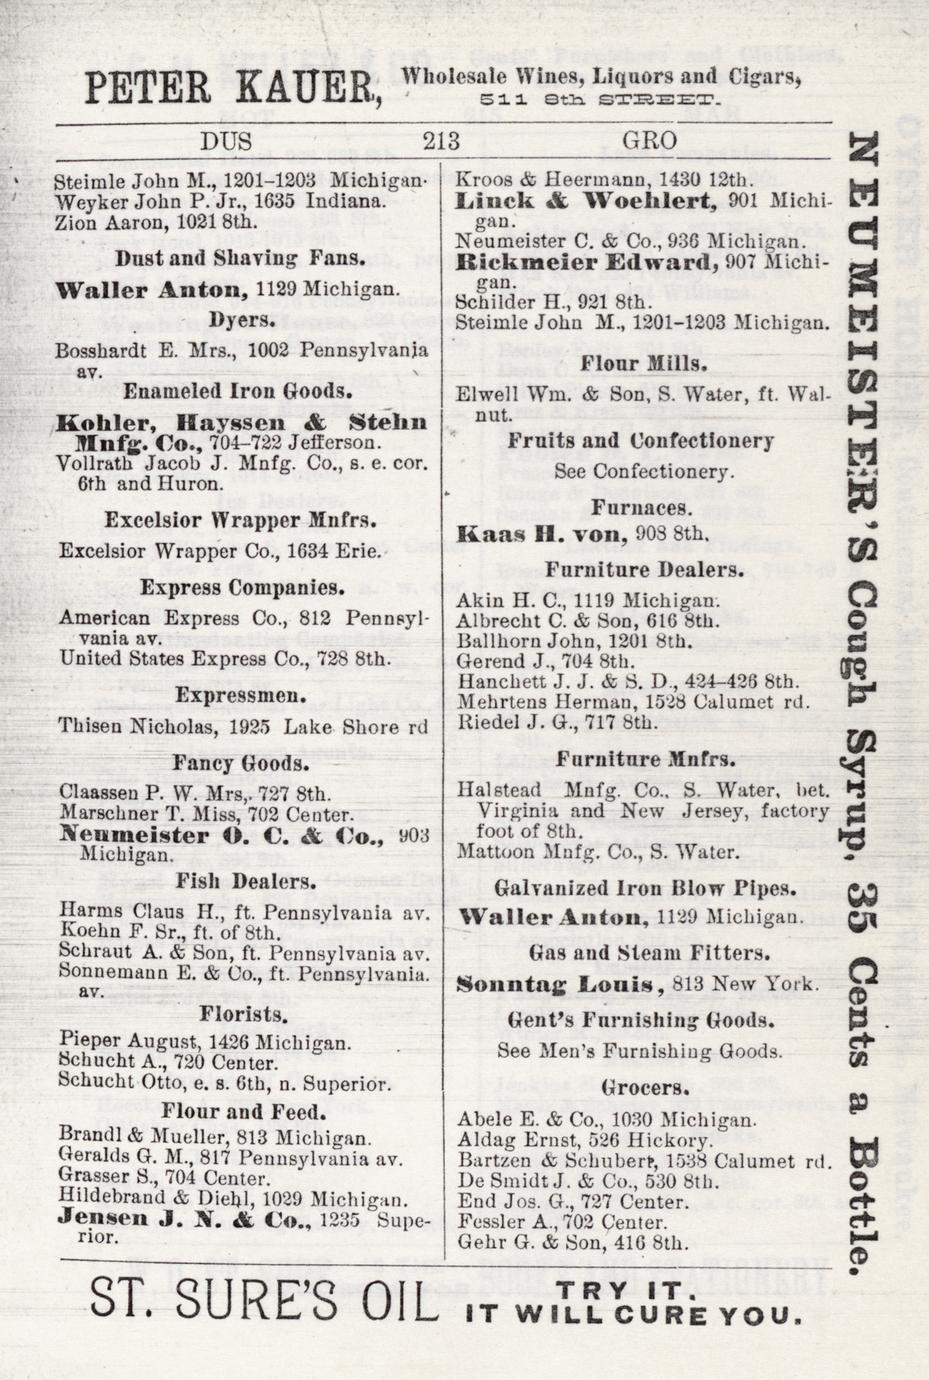 PETER KAUER, Wholesale Wines, Liquors and Cigars,
511 8th STREET.
DUS 213 GRO
Steimle John M., 1201–1203 Michigan.
Weyker John P. Jr., 1635 Indiana.
Zion Aaron, 1021 8th.
Dust and Shaving Fans.
Waller Anton, 1129 Michigan.
Dyers.
Bosshardt E. Mrs., 1002 Pennsylvania
av.
Enameled Iron Goods.
Kohler, Hayssen & Stehn
Mnfg. Co., 704–722 Jefferson.
Vollrath Jacob J. Mnfg. Co., s. e. cor.
6th and Huron.
Excelsior Wrapper Mnfrs.
Excelsior Wrapper Co., 1634 Erie.
Express Companies.
American Express Co., 812 Pennsyl-
vania av.
United States Express Co., 728 8th.
Expressmen.
Thisen Nicholas, 1925 Lake Shore rd
Fancy Goods.
Claassen P. W. Mrs,. 727 8th.
Marschner T. Miss, 702 Center.
Neumeister O. C. & Co., 903
Michigan.
Fish Dealers.
Harms Claus H., ft. Pennsylvania av.
Koehn F. Sr., ft. of 8th.
Schraut A. & Son, ft. Pennsylvania av.
Sonnemann E. & Co., ft. Pennsylvania.
av.
Florists.
Pieper August, 1426 Michigan.
Schucht A., 720 Center.
Schucht Otto, e. s. 6th, n. Superior.
Flour and Feed.
Brandl & Mueller, 813 Michigan.
Geralds G. M., 817 Pennsylvania av.
Grasser S., 704 Center.
Hildebrand & Diehl, 1029 Michigan.
Jensen J. N. & Co., 1235 Supe-
rior.
Kroos & Heermann, 1430 12th.
Linck & Woehlert, 901 Michi-
gan.
Neumeister C. & Co., 936 Michigan.
Rickmeier Edward, 907 Michi-
gan.
Schilder H., 921 8th.
Steimle John M., 1201–1203 Michigan.
Flour Mills.
Elwell Wm. & Son, S. Water, ft. Wal-
nut.
Fruits and Confectionery
See Confectionery.
Furnaces.
Kaas H. von, 908 8th.
Furniture Dealers.
Akin H. C., 1119 Michigan.
Albrecht C. & Son, 616 8th.
Ballhorn John, 1201 8th.
Gerend J., 704 8th.
Hanchett J. J. & S. D., 424–426 8th.
Mehrtens Herman, 1528 Calumet rd.
Riedel J. G., 717 8th.
Furniture Mnfrs.
Halstead Mnfg. Co., S. Water, bet.
Virginia and New Jersey, factory
foot of 8th.
Mattoon Mnfg. Co., S. Water.
Galvanized Iron Blow Pipes.
Waller Anton, 1129 Michigan.
Gas and Steam Fitters.
Sonntag Louis, 813 New York.
Gent's Furnishing Goods.
See Men's Furnishing Goods.
Grocers.
Abele E. & Co., 1030 Michigan.
Aldag Ernst, 526 Hickory.
Bartzen & Schubert, 1538 Calumet rd.
De Smidt J. & Co., 530 8th.
End Jos. G., 727 Center.
Fessler A., 702 Center.
Gehr G. & Son, 416 8th.
NEUMEISTER'S Cough Syrup, 35 Cents a Bottle.
ST. SURE'S OIL TRY IT.
IT WILL CURE YOU.